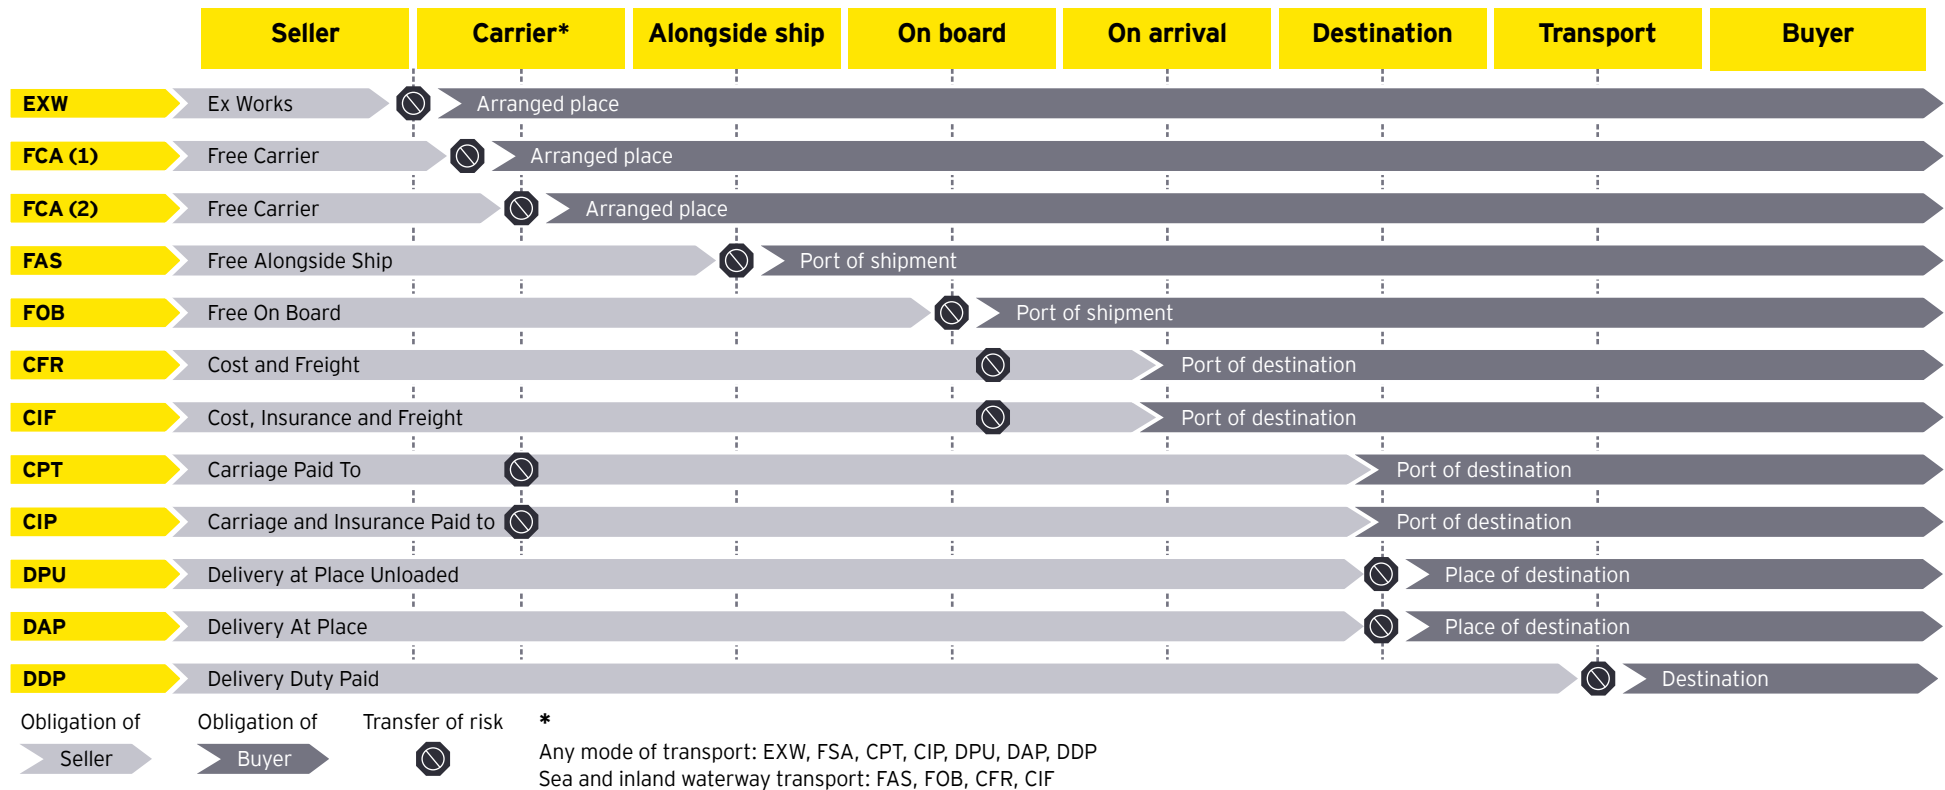 Seller Carrier* Alongside ship On board On arrival Destination Transport Buyer
EXW Ex Works Arranged place
FCA (1) Free Carrier Arranged place
FCA (2) Free Carrier Arranged place
FAS Free Alongside Ship Port of shipment
FOB Free On Board Port of shipment
CFR Cost and Freight Port of destination
CIF Cost, Insurance and Freight Port of destination
CPT Carriage Paid To Port of destination
CIP Carriage and Insurance Paid to Port of destination
DPU Delivery at Place Unloaded Place of destination
DAP Delivery At Place Place of destination
DDP Delivery Duty Paid Destination
Obligation of Obligation of Transfer of risk *
Seller Buyer
Any mode of transport: EXW, FSA, CPT, CIP, DPU, DAP, DDP
Sea and inland waterway transport: FAS, FOB, CFR, CIF